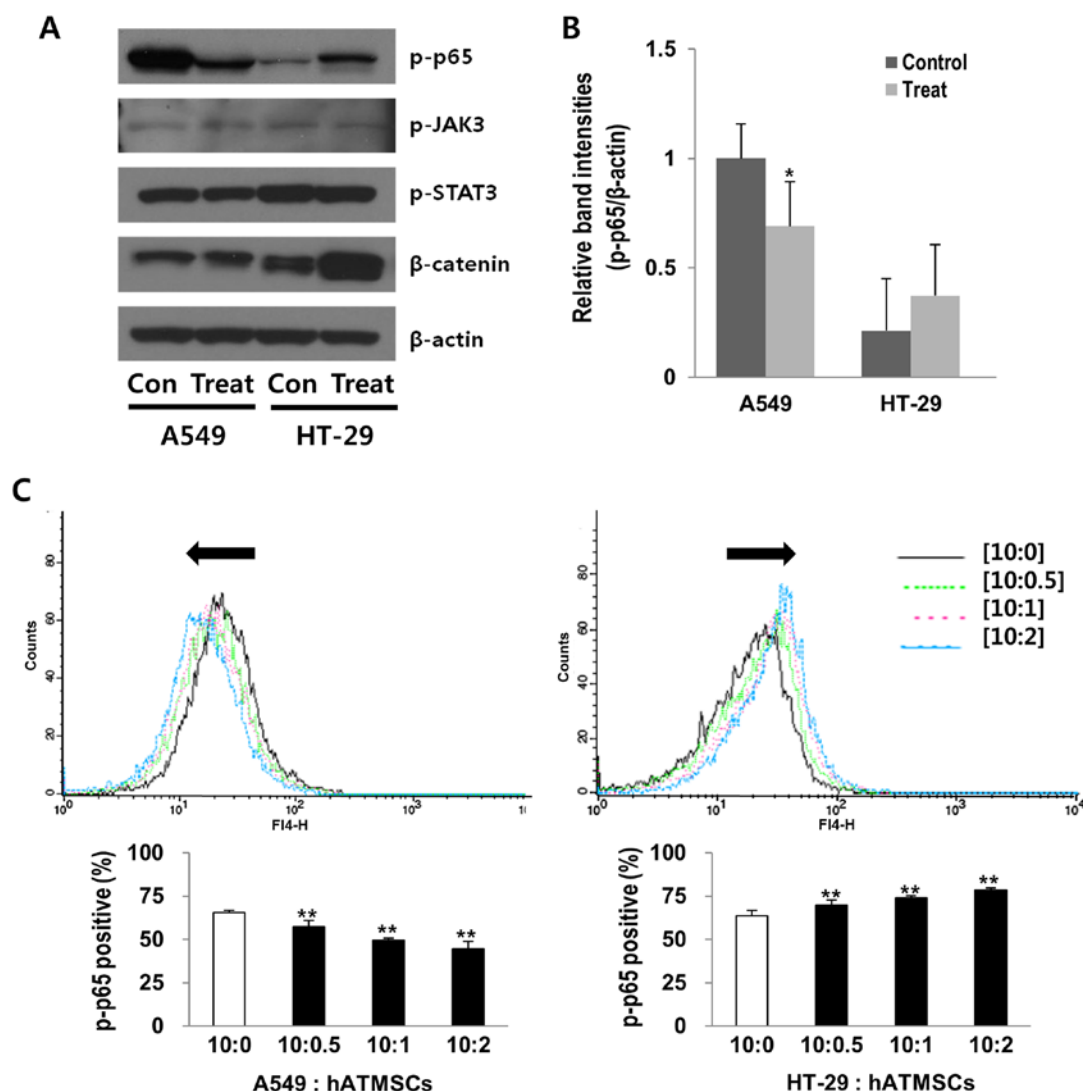 A
p-p65
p-JAK3
p-STAT3
β-catenin
β-actin
Con Treat Con Treat
A549 HT-29
B
Relative band intensities
(p-p65/β-actin)
1.5
1
0.5
0
Control
Treat
*
A549 HT-29
C
Counts
80
60
40
20
0
10⁰ 10¹ 10² 10³ 1(
Fl4-H
Counts
80
60
40
20
0
10⁰ 10¹ 10² 10³ 10⁴
Fl4-H
[10:0]
[10:0.5]
[10:1]
[10:2]
p-p65 positive (%)
100
75
50
25
0
** ** **
10:0 10:0.5 10:1 10:2
A549 : hATMSCs
p-p65 positive (%)
100
75
50
25
0
** ** **
10:0 10:0.5 10:1 10:2
HT-29 : hATMSCs